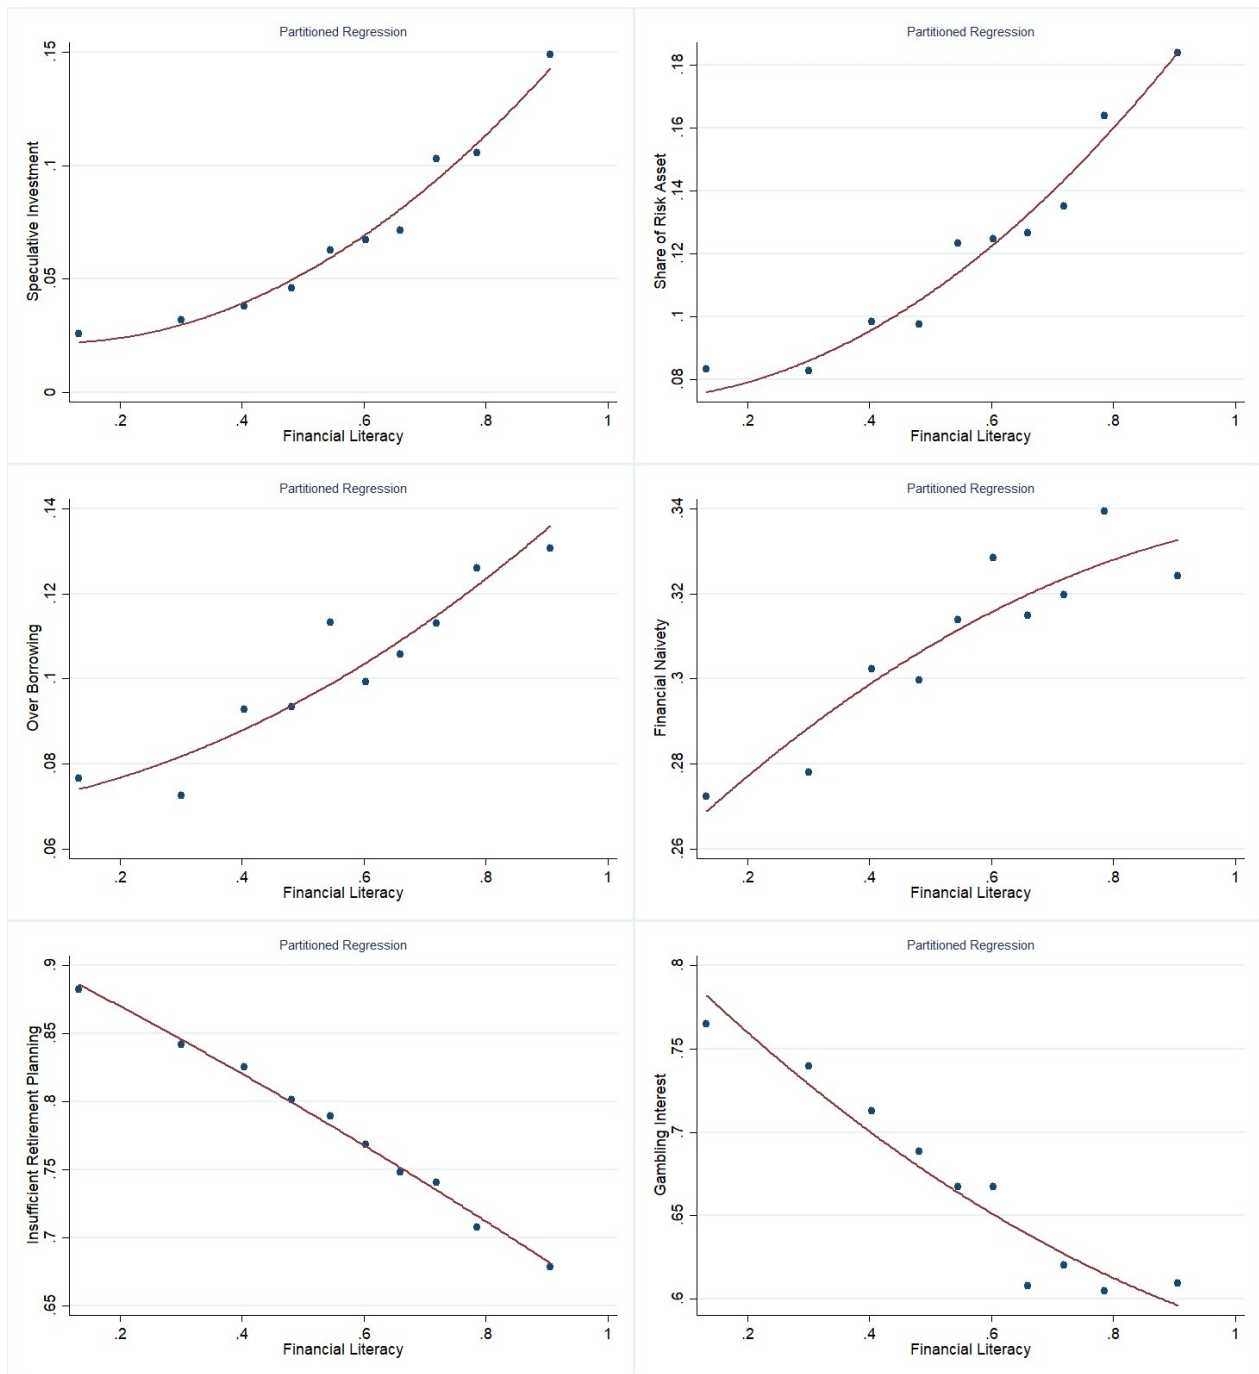 Partitioned Regression
Speculative Investment
.15
.1
.05
0
.2 .4 .6 .8 1
Financial Literacy
Partitioned Regression
Share of Risk Asset
.18
.16
.14
.12
.1
.08
.2 .4 .6 .8 1
Financial Literacy
Partitioned Regression
Over Borrowing
.14
.12
.1
.08
.06
.2 .4 .6 .8 1
Financial Literacy
Partitioned Regression
Financial Naivety
.34
.32
.3
.28
.26
.2 .4 .6 .8 1
Financial Literacy
Partitioned Regression
Insufficient Retirement Planning
.9
.85
.8
.75
.7
.65
.2 .4 .6 .8 1
Financial Literacy
Partitioned Regression
Gambling Interest
.8
.75
.7
.65
.6
.2 .4 .6 .8 1
Financial Literacy